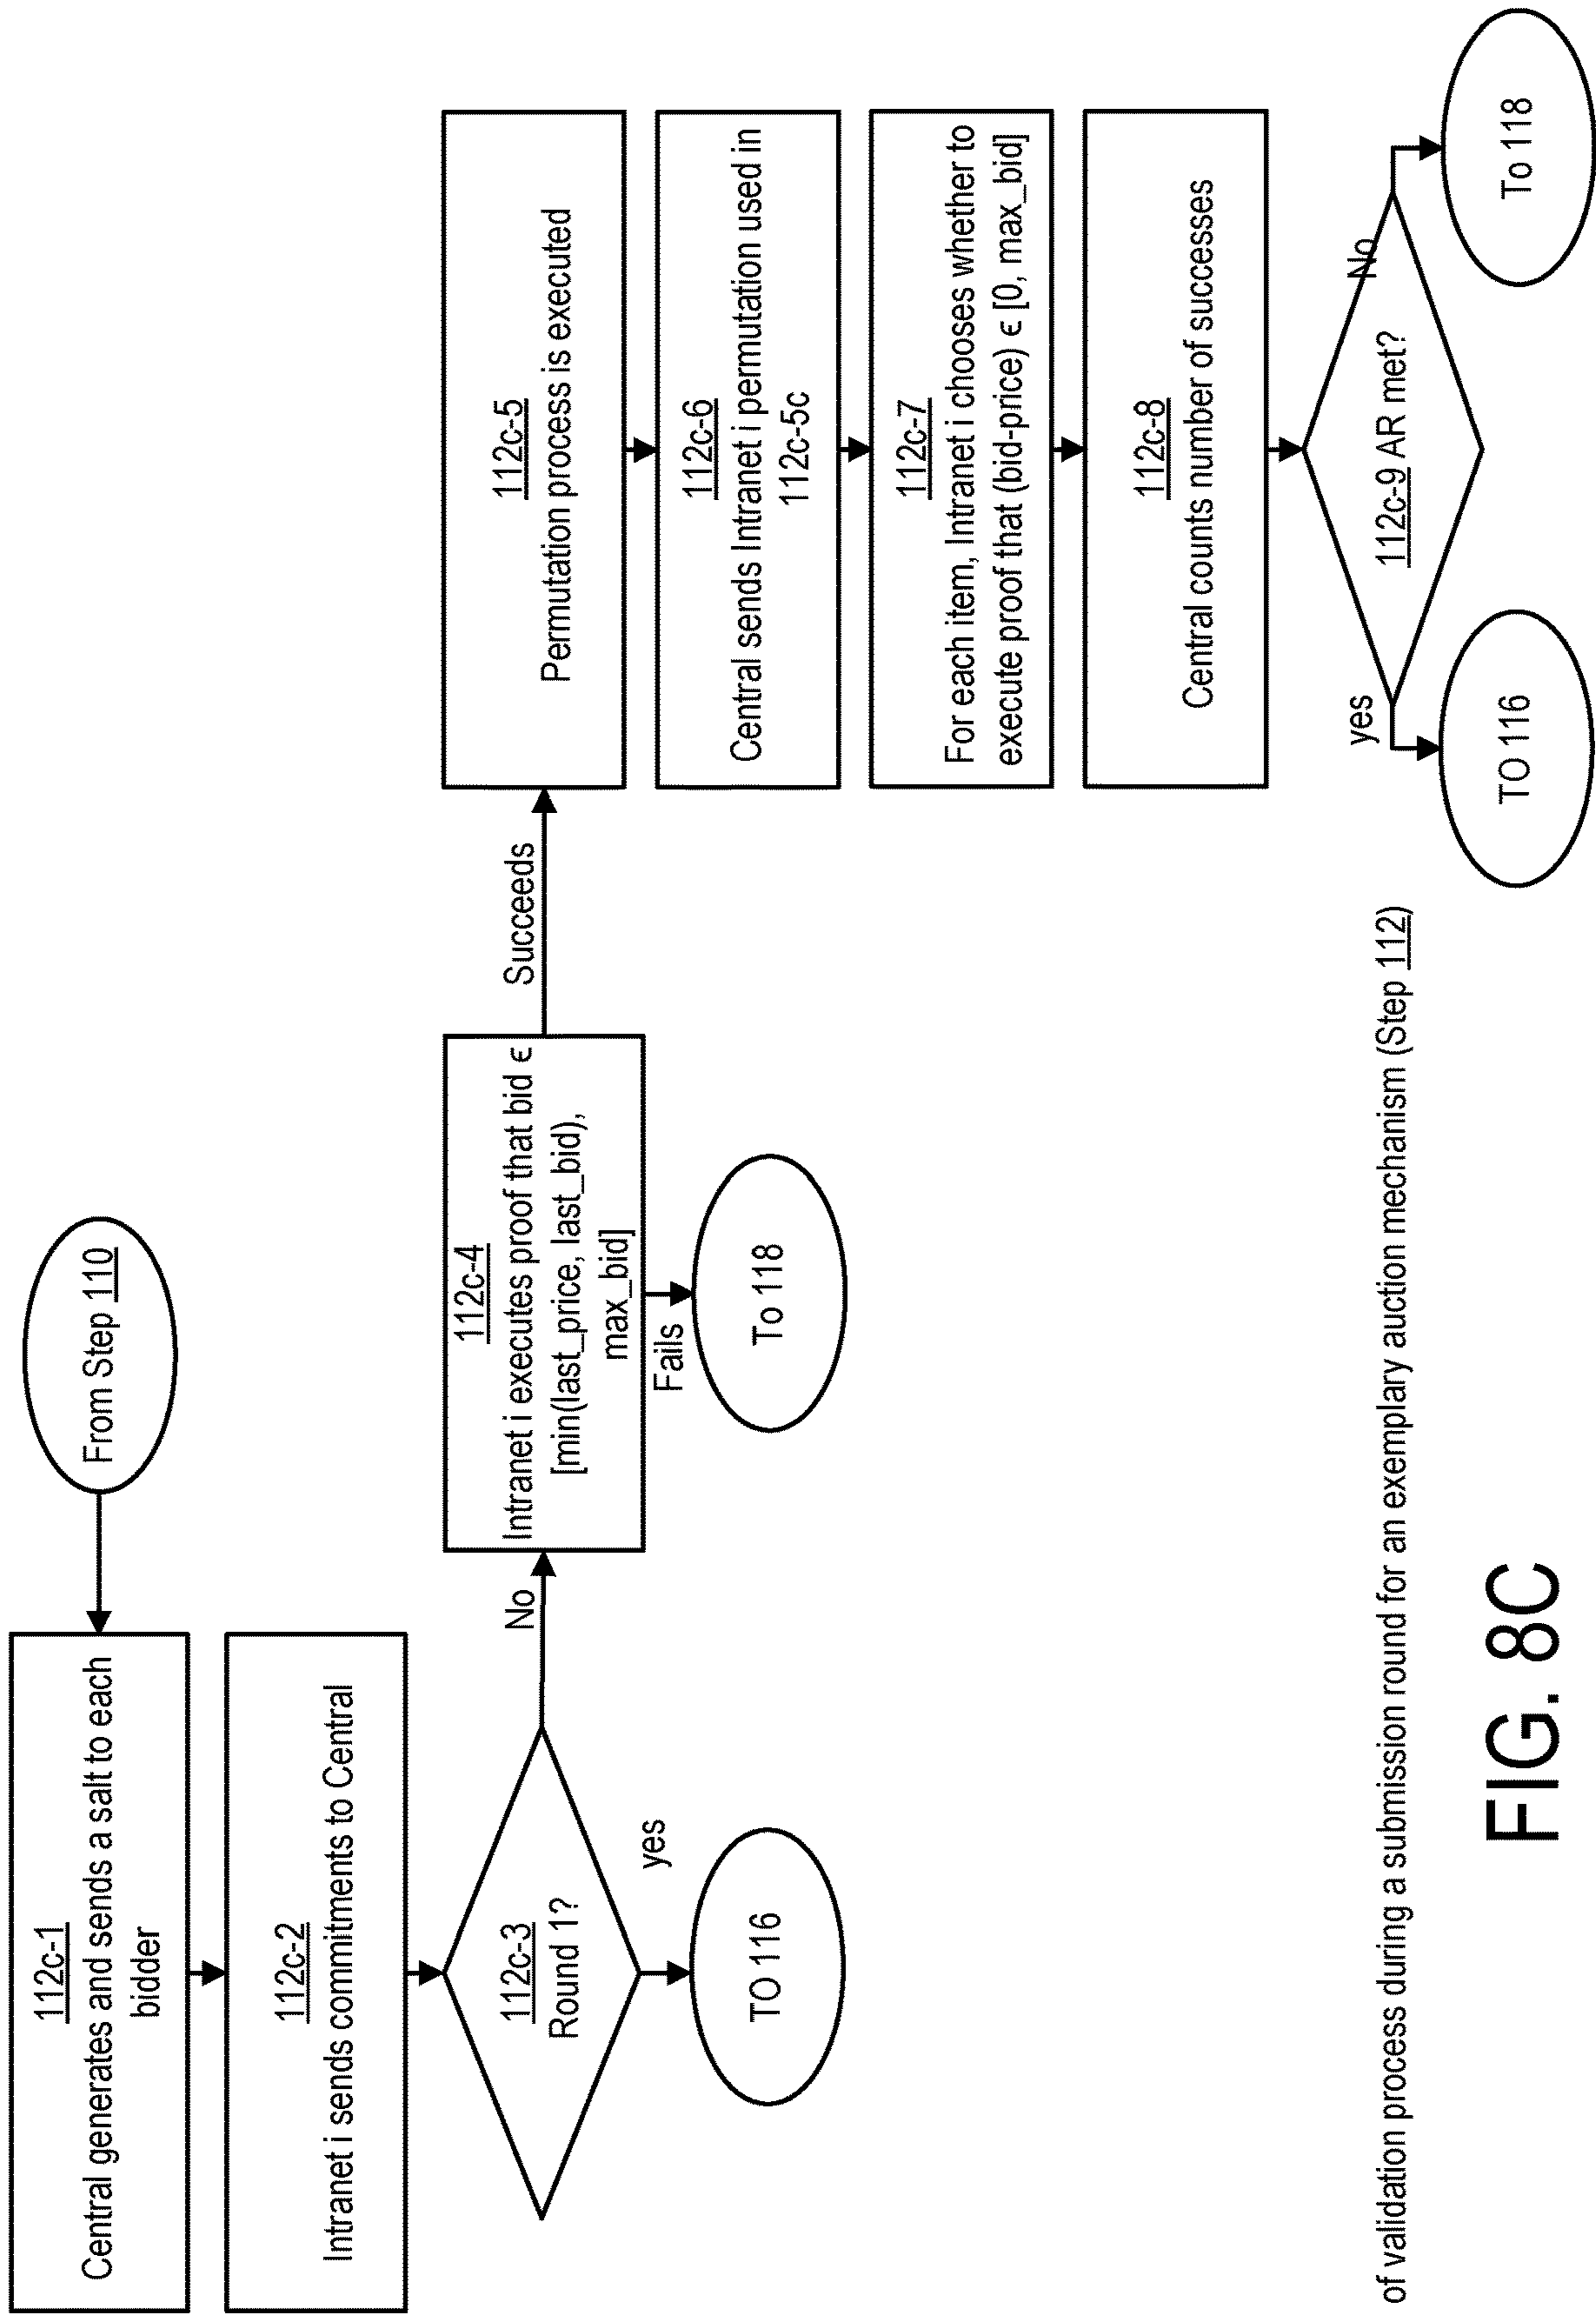 From Step 110
112c-1
Central generates and sends a salt to each
bidder
112c-2
Intranet i sends commitments to Central
112c-3
Round 1?
yes
TO 116
No
112c-4
Intranet i executes proof that bid ϵ
[min(last_price, last_bid),
max_bid]
Fails
To 118
Succeeds
112c-5
Permutation process is executed
112c-6
Central sends Intranet i permutation used in
112c-5c
112c-7
For each item, Intranet i chooses whether to
execute proof that (bid-price) ϵ [0, max_bid]
112c-8
Central counts number of successes
112c-9 AR met?
yes
TO 116
No
To 118
of validation process during a submission round for an exemplary auction mechanism (Step 112)
FIG. 8C